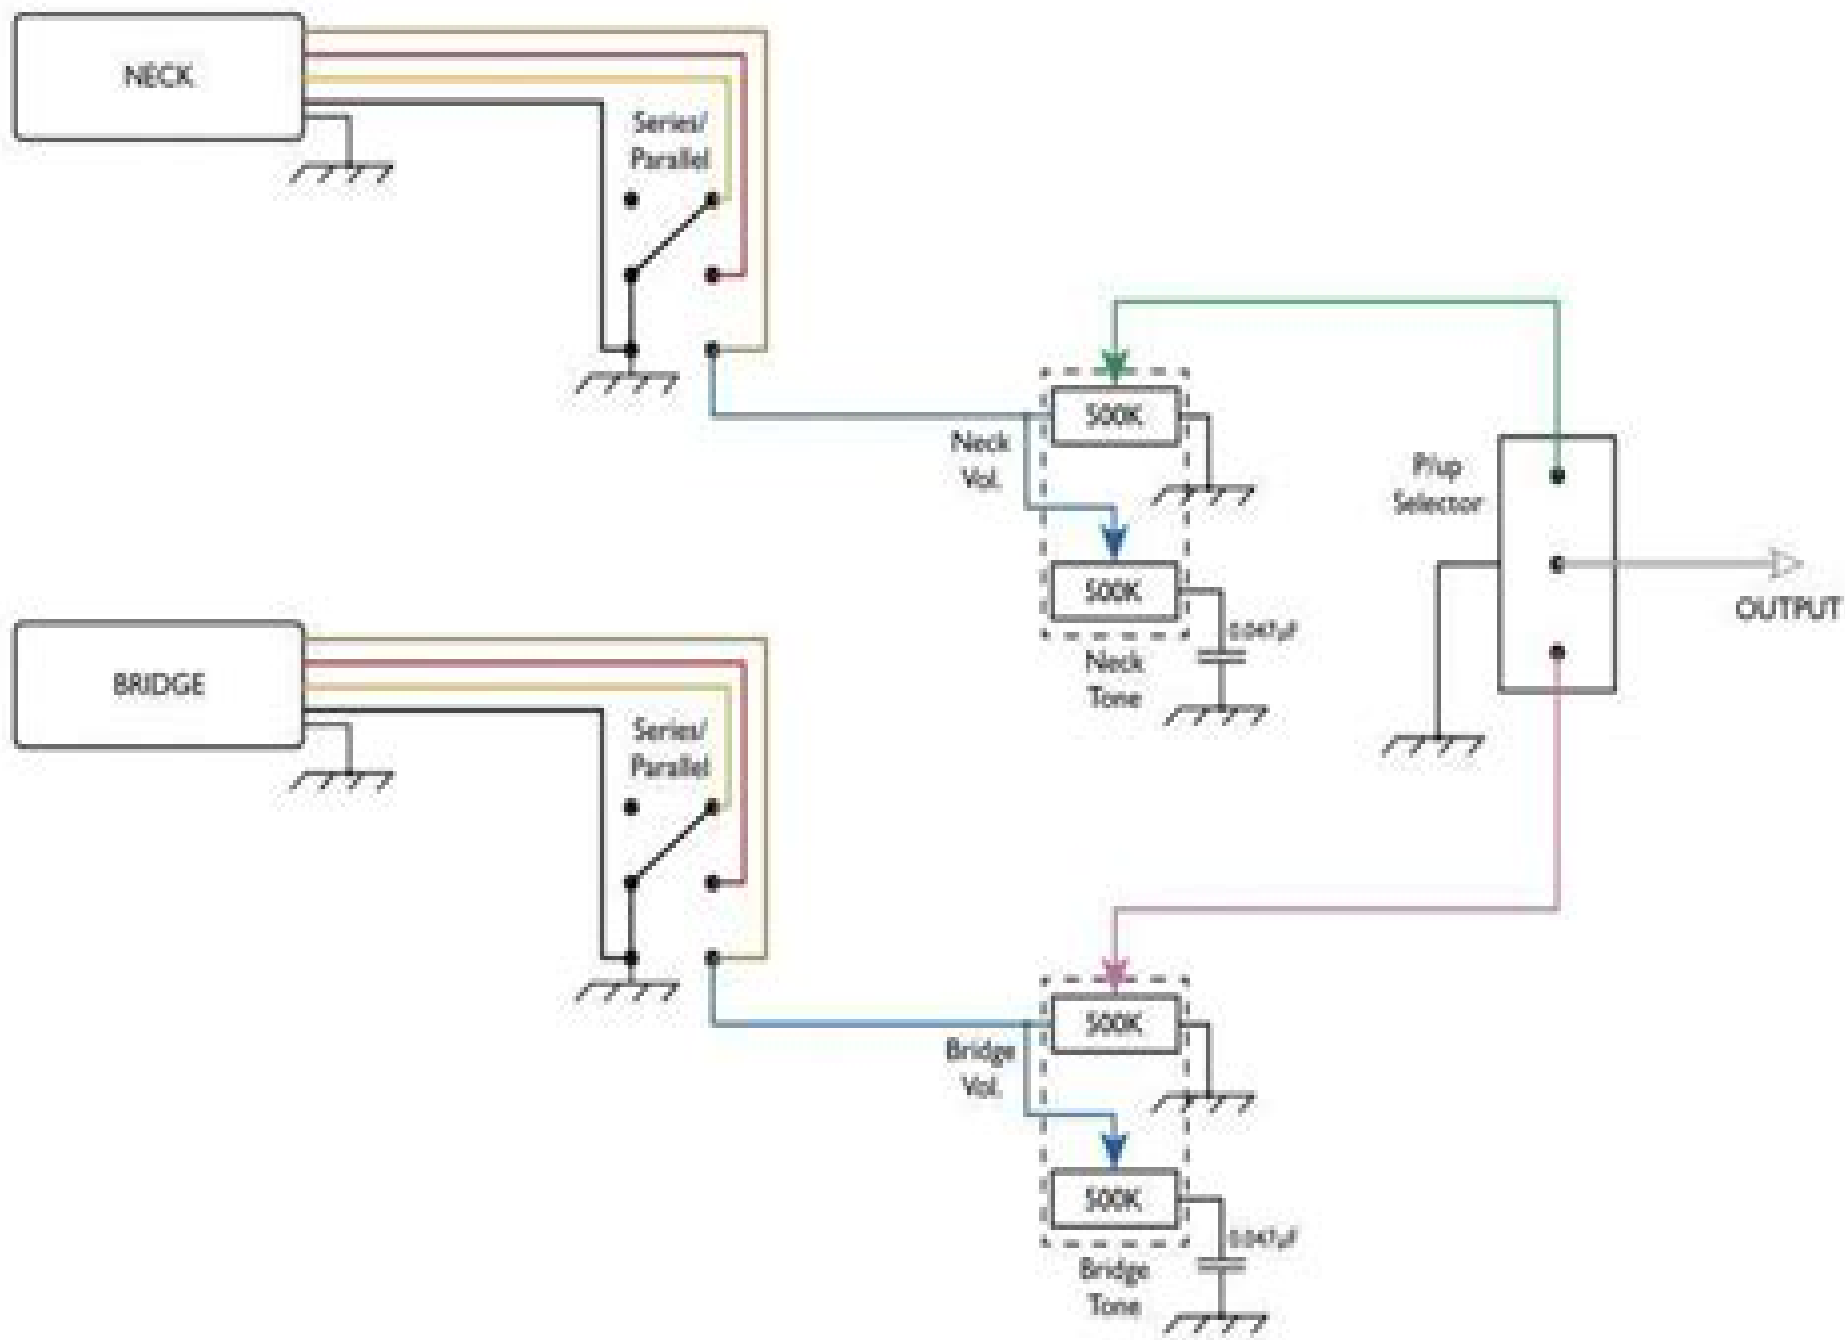 NECK
Series/
Parallel
500K
Neck
Vol.
P/up
Selector
500K
OUTPUT
0.047µF
Neck
Tone
BRIDGE
Series/
Parallel
500K
Bridge
Vol.
500K
0.047µF
Bridge
Tone